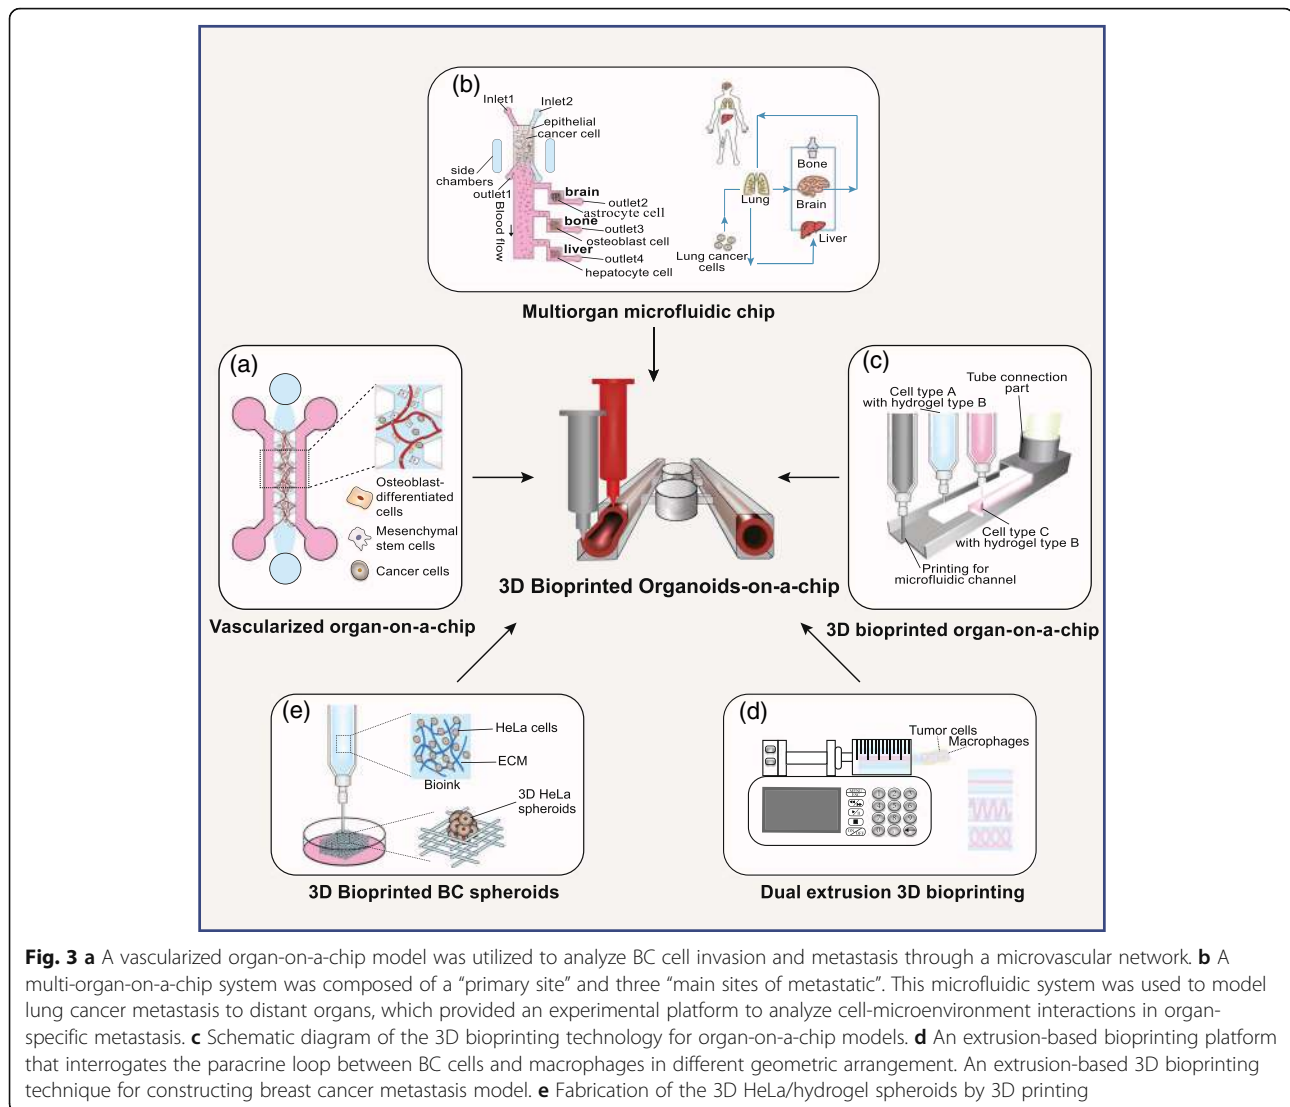 (b)
Inlet1
Inlet2
epithelial
cancer cell
side
chambers
outlet1
Blood flow
brain
outlet2
astrocyte cell
bone
outlet3
osteoblast cell
liver
outlet4
hepatocyte cell
Bone
Lung
Brain
Liver
Lung cancer
cells
Multiorgan microfluidic chip
(a)
Osteoblast-
differentiated
cells
Mesenchymal
stem cells
Cancer cells
Vascularized organ-on-a-chip
3D Bioprinted Organoids-on-a-chip
(c)
Tube connection
part
Cell type A
with hydrogel type B
Cell type C
with hydrogel type B
Printing for
microfluidic channel
3D bioprinted organ-on-a-chip
(e)
HeLa cells
ECM
Bioink
3D HeLa
spheroids
3D Bioprinted BC spheroids
(d)
Tumor cells
Macrophages
Dual extrusion 3D bioprinting
Fig. 3 a A vascularized organ-on-a-chip model was utilized to analyze BC cell invasion and metastasis through a microvascular network. b A
multi-organ-on-a-chip system was composed of a “primary site” and three “main sites of metastatic”. This microfluidic system was used to model
lung cancer metastasis to distant organs, which provided an experimental platform to analyze cell-microenvironment interactions in organ-
specific metastasis. c Schematic diagram of the 3D bioprinting technology for organ-on-a-chip models. d An extrusion-based bioprinting platform
that interrogates the paracrine loop between BC cells and macrophages in different geometric arrangement. An extrusion-based 3D bioprinting
technique for constructing breast cancer metastasis model. e Fabrication of the 3D HeLa/hydrogel spheroids by 3D printing